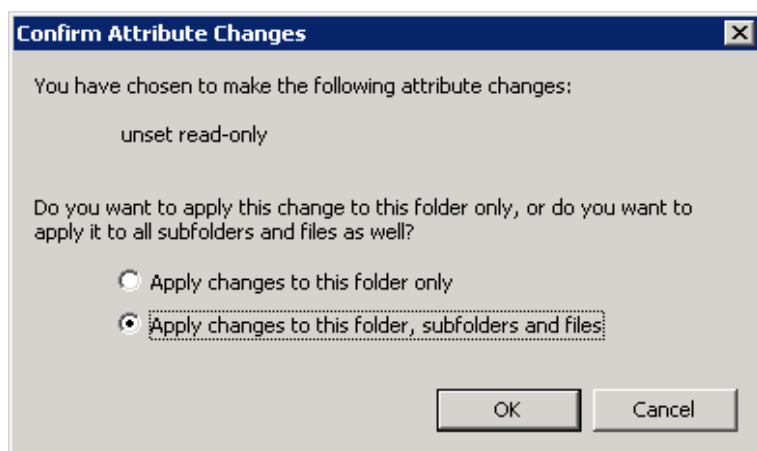 Confirm Attribute Changes
You have chosen to make the following attribute changes:
unset read-only
Do you want to apply this change to this folder only, or do you want to
apply it to all subfolders and files as well?
Apply changes to this folder only
Apply changes to this folder, subfolders and files
OK
Cancel